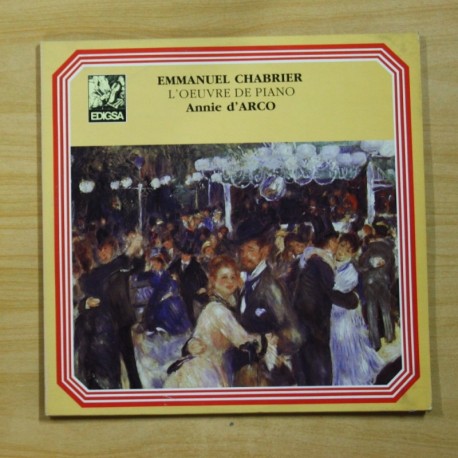 EMMANUEL CHABRIER
L'OEUVRE DE PIANO
Annie d'ARCO
EDIGSA